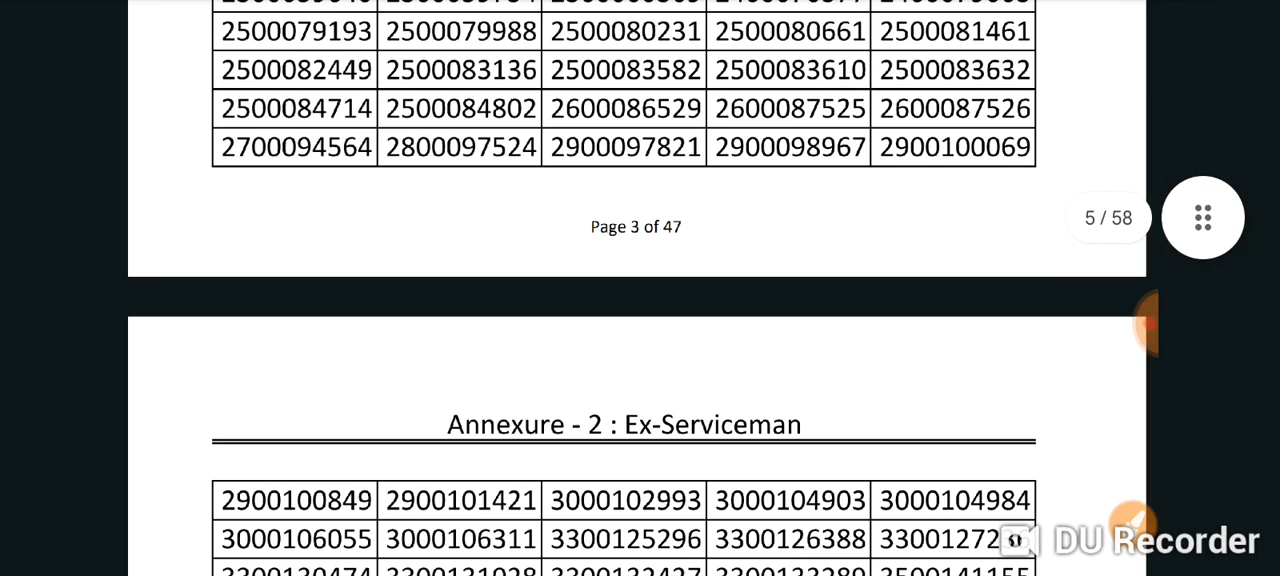 2500079193 2500079988 2500080231 2500080661 2500081461
2500082449 2500083136 2500083582 2500083610 2500083632
2500084714 2500084802 2600086529 2600087525 2600087526
2700094564 2800097524 2900097821 2900098967 2900100069
Page 3 of 47
5 / 58
Annexure - 2 : Ex-Serviceman
2900100849 2900101421 3000102993 3000104903 3000104984
3000106055 3000106311 3300125296 3300126388
DU Recorder